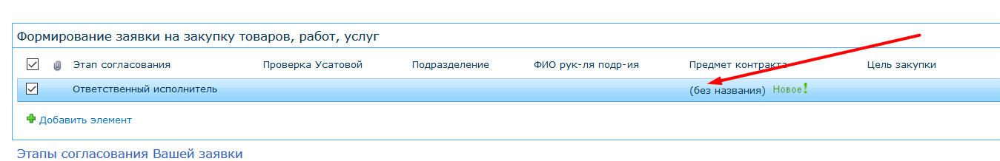 Формирование заявки на закупку товаров, работ, услуг
Этап согласования Проверка Усатовой Подразделение ФИО рук-ля подр-ия Предмет контракта Цель закупки
Ответственный исполнитель (без названия) Новое!
Добавить элемент
Этапы согласования Вашей заявки